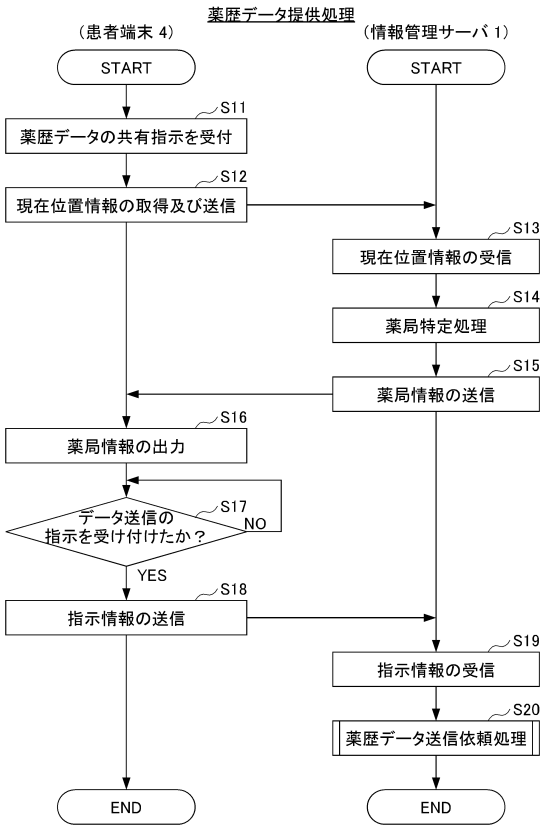 薬歴データ提供処理
（患者端末 4）
（情報管理サーバ 1）
START
START
S11
薬歴データの共有指示を受付
S12
現在位置情報の取得及び送信
S13
現在位置情報の受信
S14
薬局特定処理
S15
薬局情報の送信
S16
薬局情報の出力
S17
データ送信の
指示を受け付けたか？
NO
YES
S18
指示情報の送信
S19
指示情報の受信
S20
薬歴データ送信依頼処理
END
END